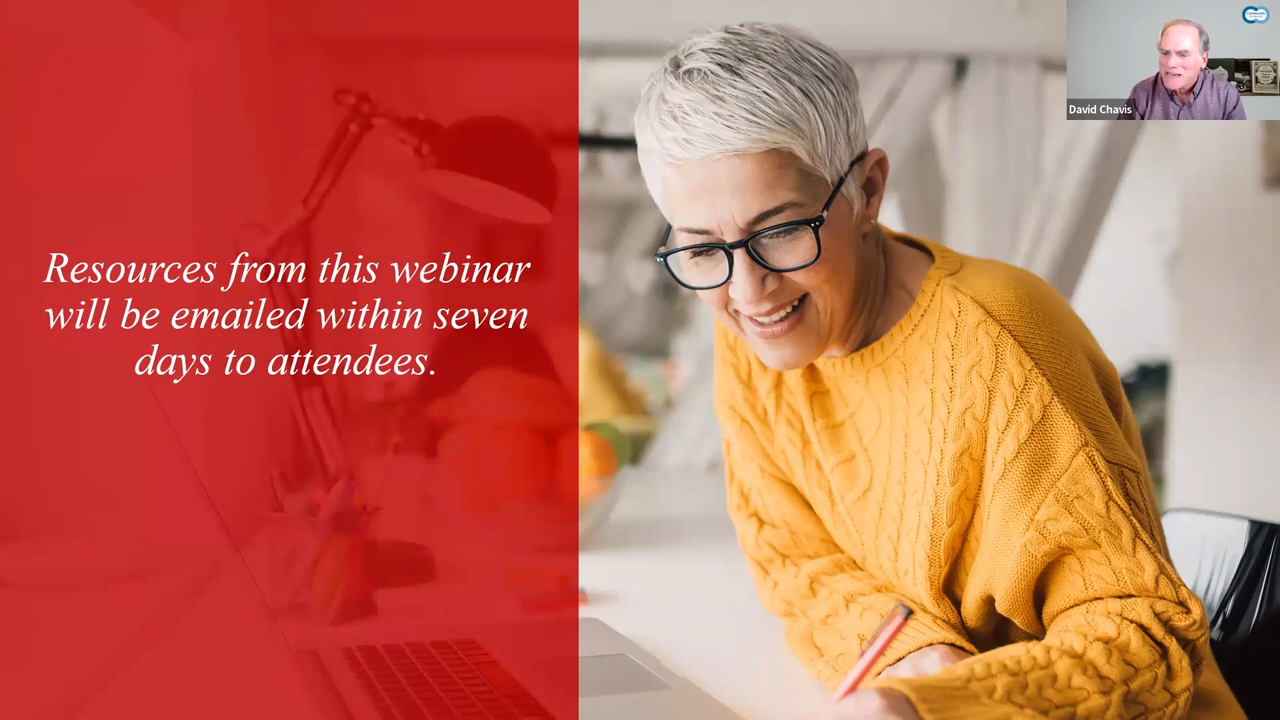 Resources from this webinar
will be emailed within seven
days to attendees.
David Chavis